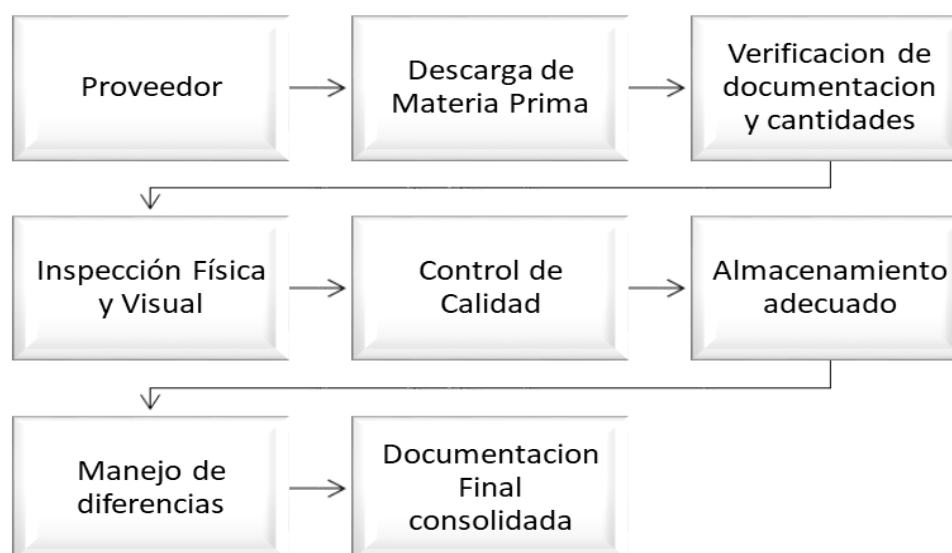 Proveedor
Descarga de
Materia Prima
Verificacion de
documentacion
y cantidades
Inspección Física
y Visual
Control de
Calidad
Almacenamiento
adecuado
Manejo de
diferencias
Documentacion
Final
consolidada